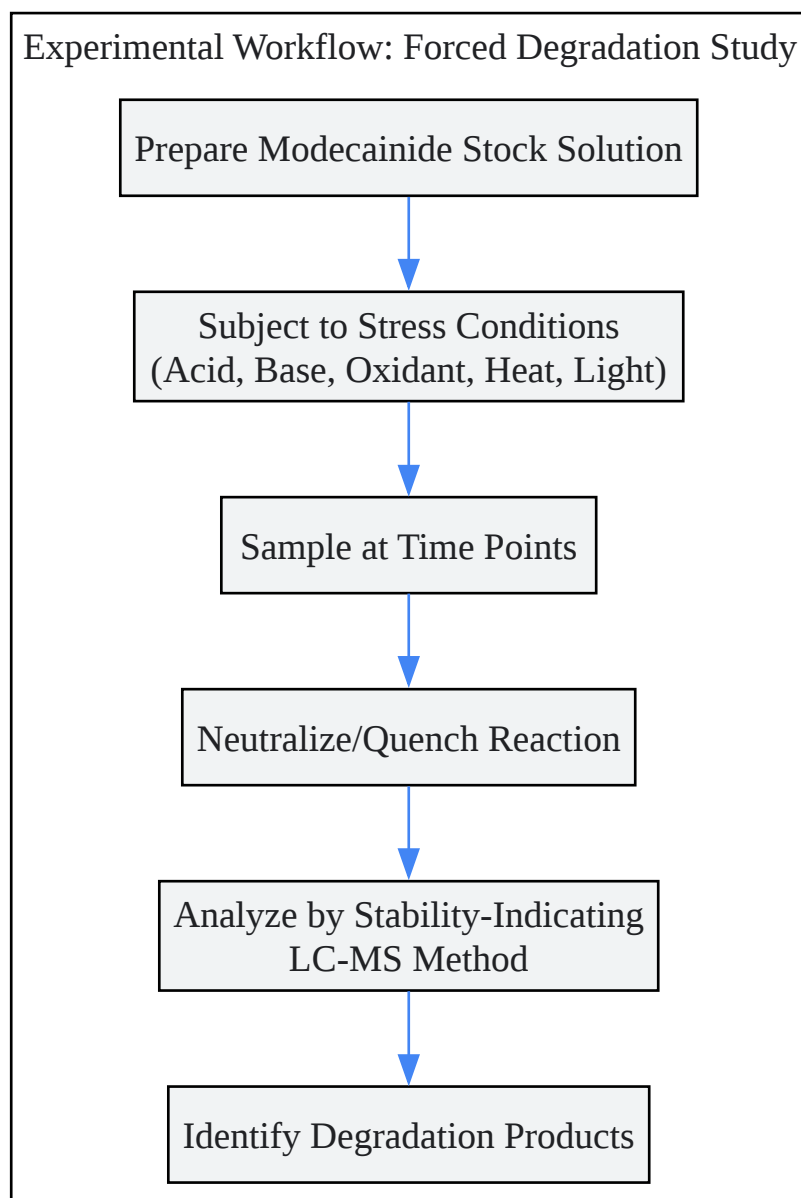 Experimental Workflow: Forced Degradation Study
Prepare Modecainide Stock Solution
Subject to Stress Conditions
(Acid, Base, Oxidant, Heat, Light)
Sample at Time Points
Neutralize/Quench Reaction
Analyze by Stability-Indicating
LC-MS Method
Identify Degradation Products